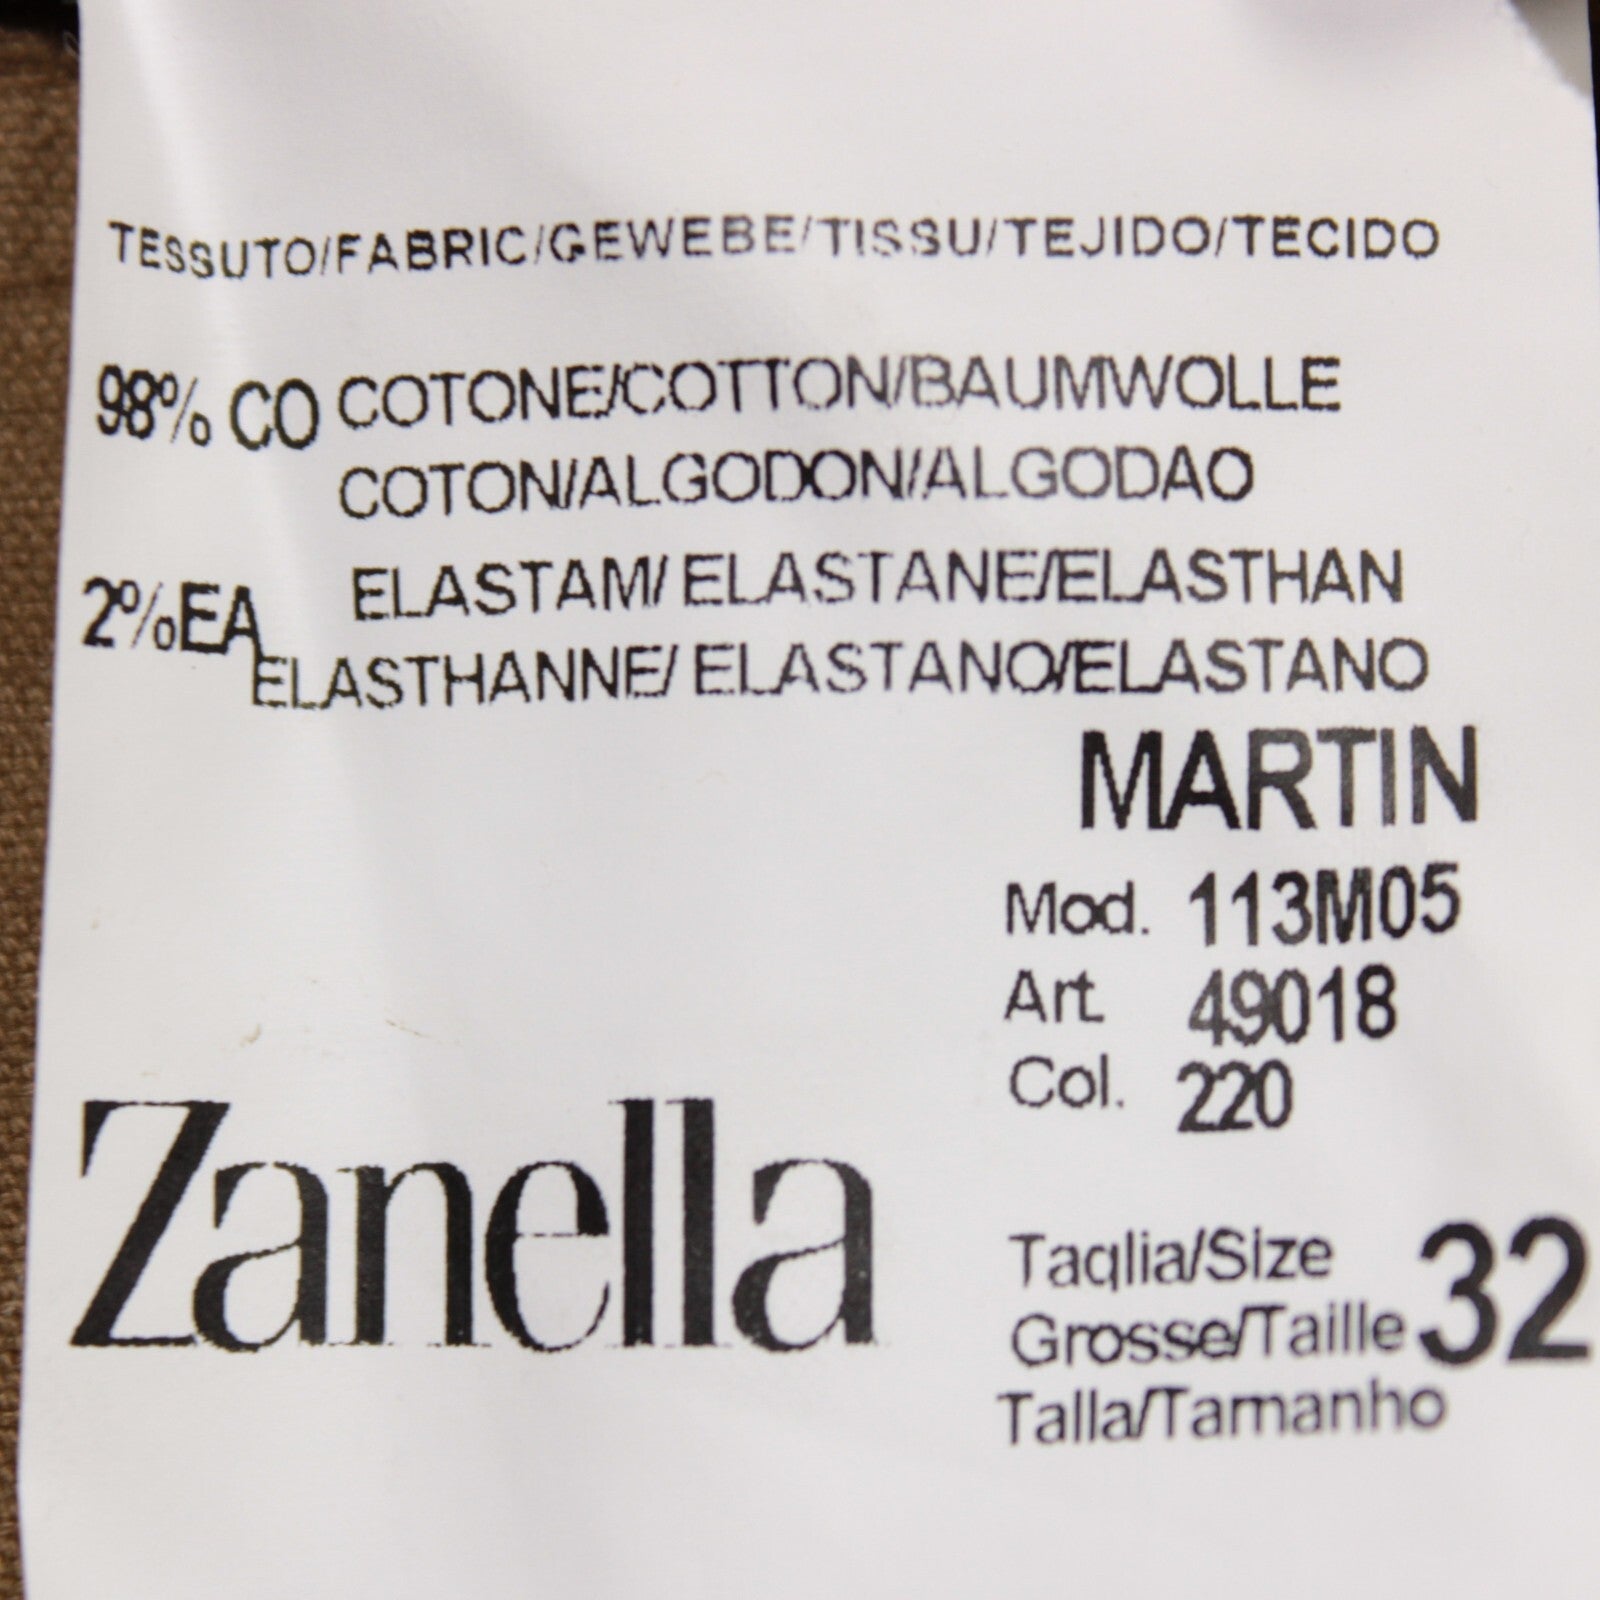 TESSUTO/FABRIC/GEWEBE/TISSU/TEJIDO/TECIDO
98% CO COTONE/COTTON/BAUMWOLLE
COTON/ALGODON/ALGODAO
2%EA ELASTAM/ ELASTANE/ELASTHAN
ELASTHANNE/ ELASTANO/ELASTANO
MARTIN
Mod. 113M05
Art. 49018
Col. 220
Zanella
Taglia/Size
Grosse/Taille 32
Talla/Tamanho